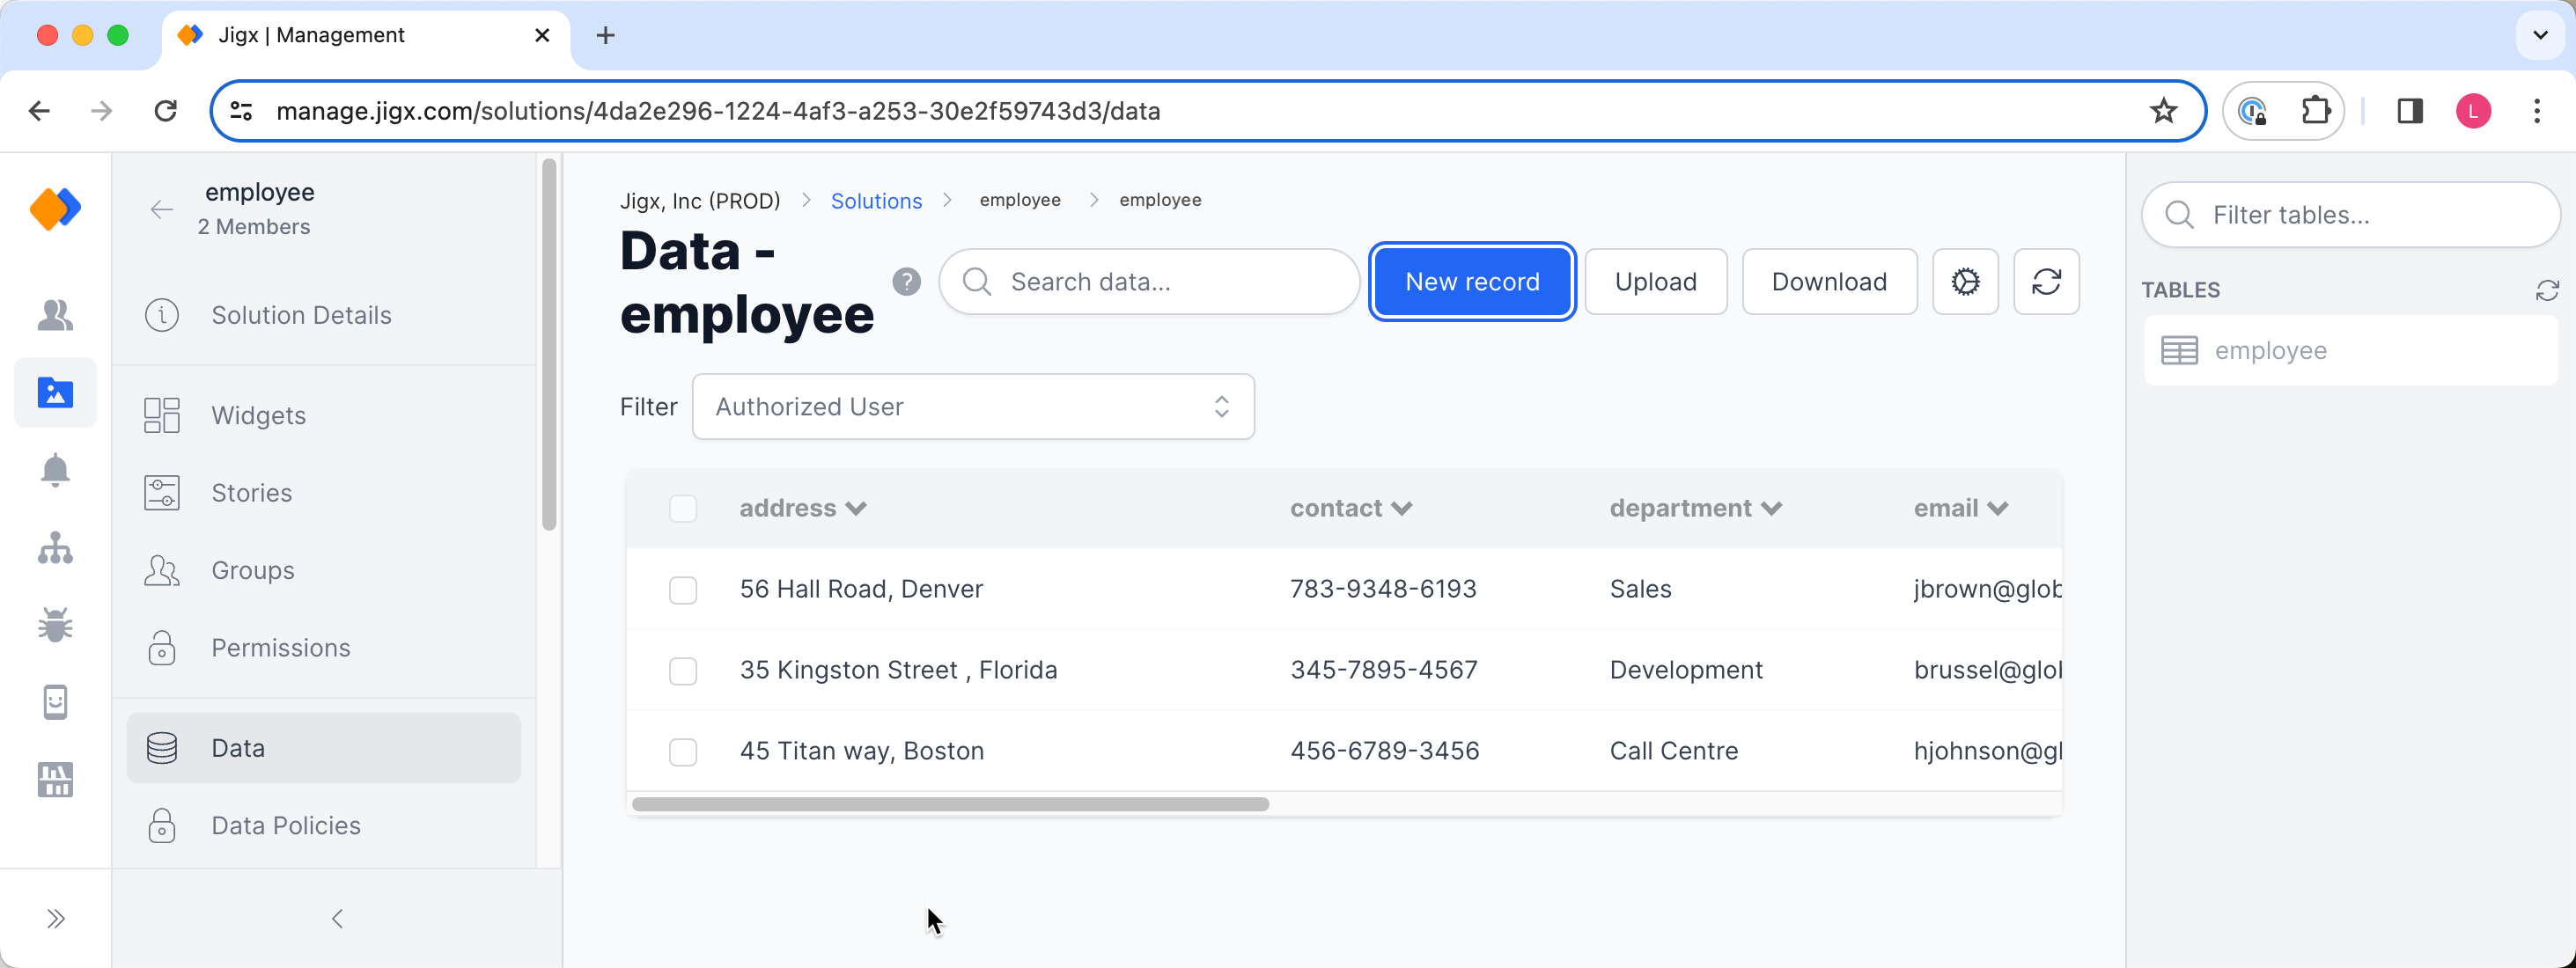 Jigx | Management
manage.jigx.com/solutions/4da2e296-1224-4af3-a253-30e2f59743d3/data
L
employee
2 Members
Solution Details
Widgets
Stories
Groups
Permissions
Data
Data Policies
Jigx, Inc (PROD) > Solutions > employee > employee
Data - employee
?
Search data...
New record
Upload
Download
Filter
Authorized User
address contact department email
56 Hall Road, Denver 783-9348-6193 Sales jbrown@glob
35 Kingston Street , Florida 345-7895-4567 Development brussel@glob
45 Titan way, Boston 456-6789-3456 Call Centre hjohnson@gl
Filter tables...
TABLES
employee